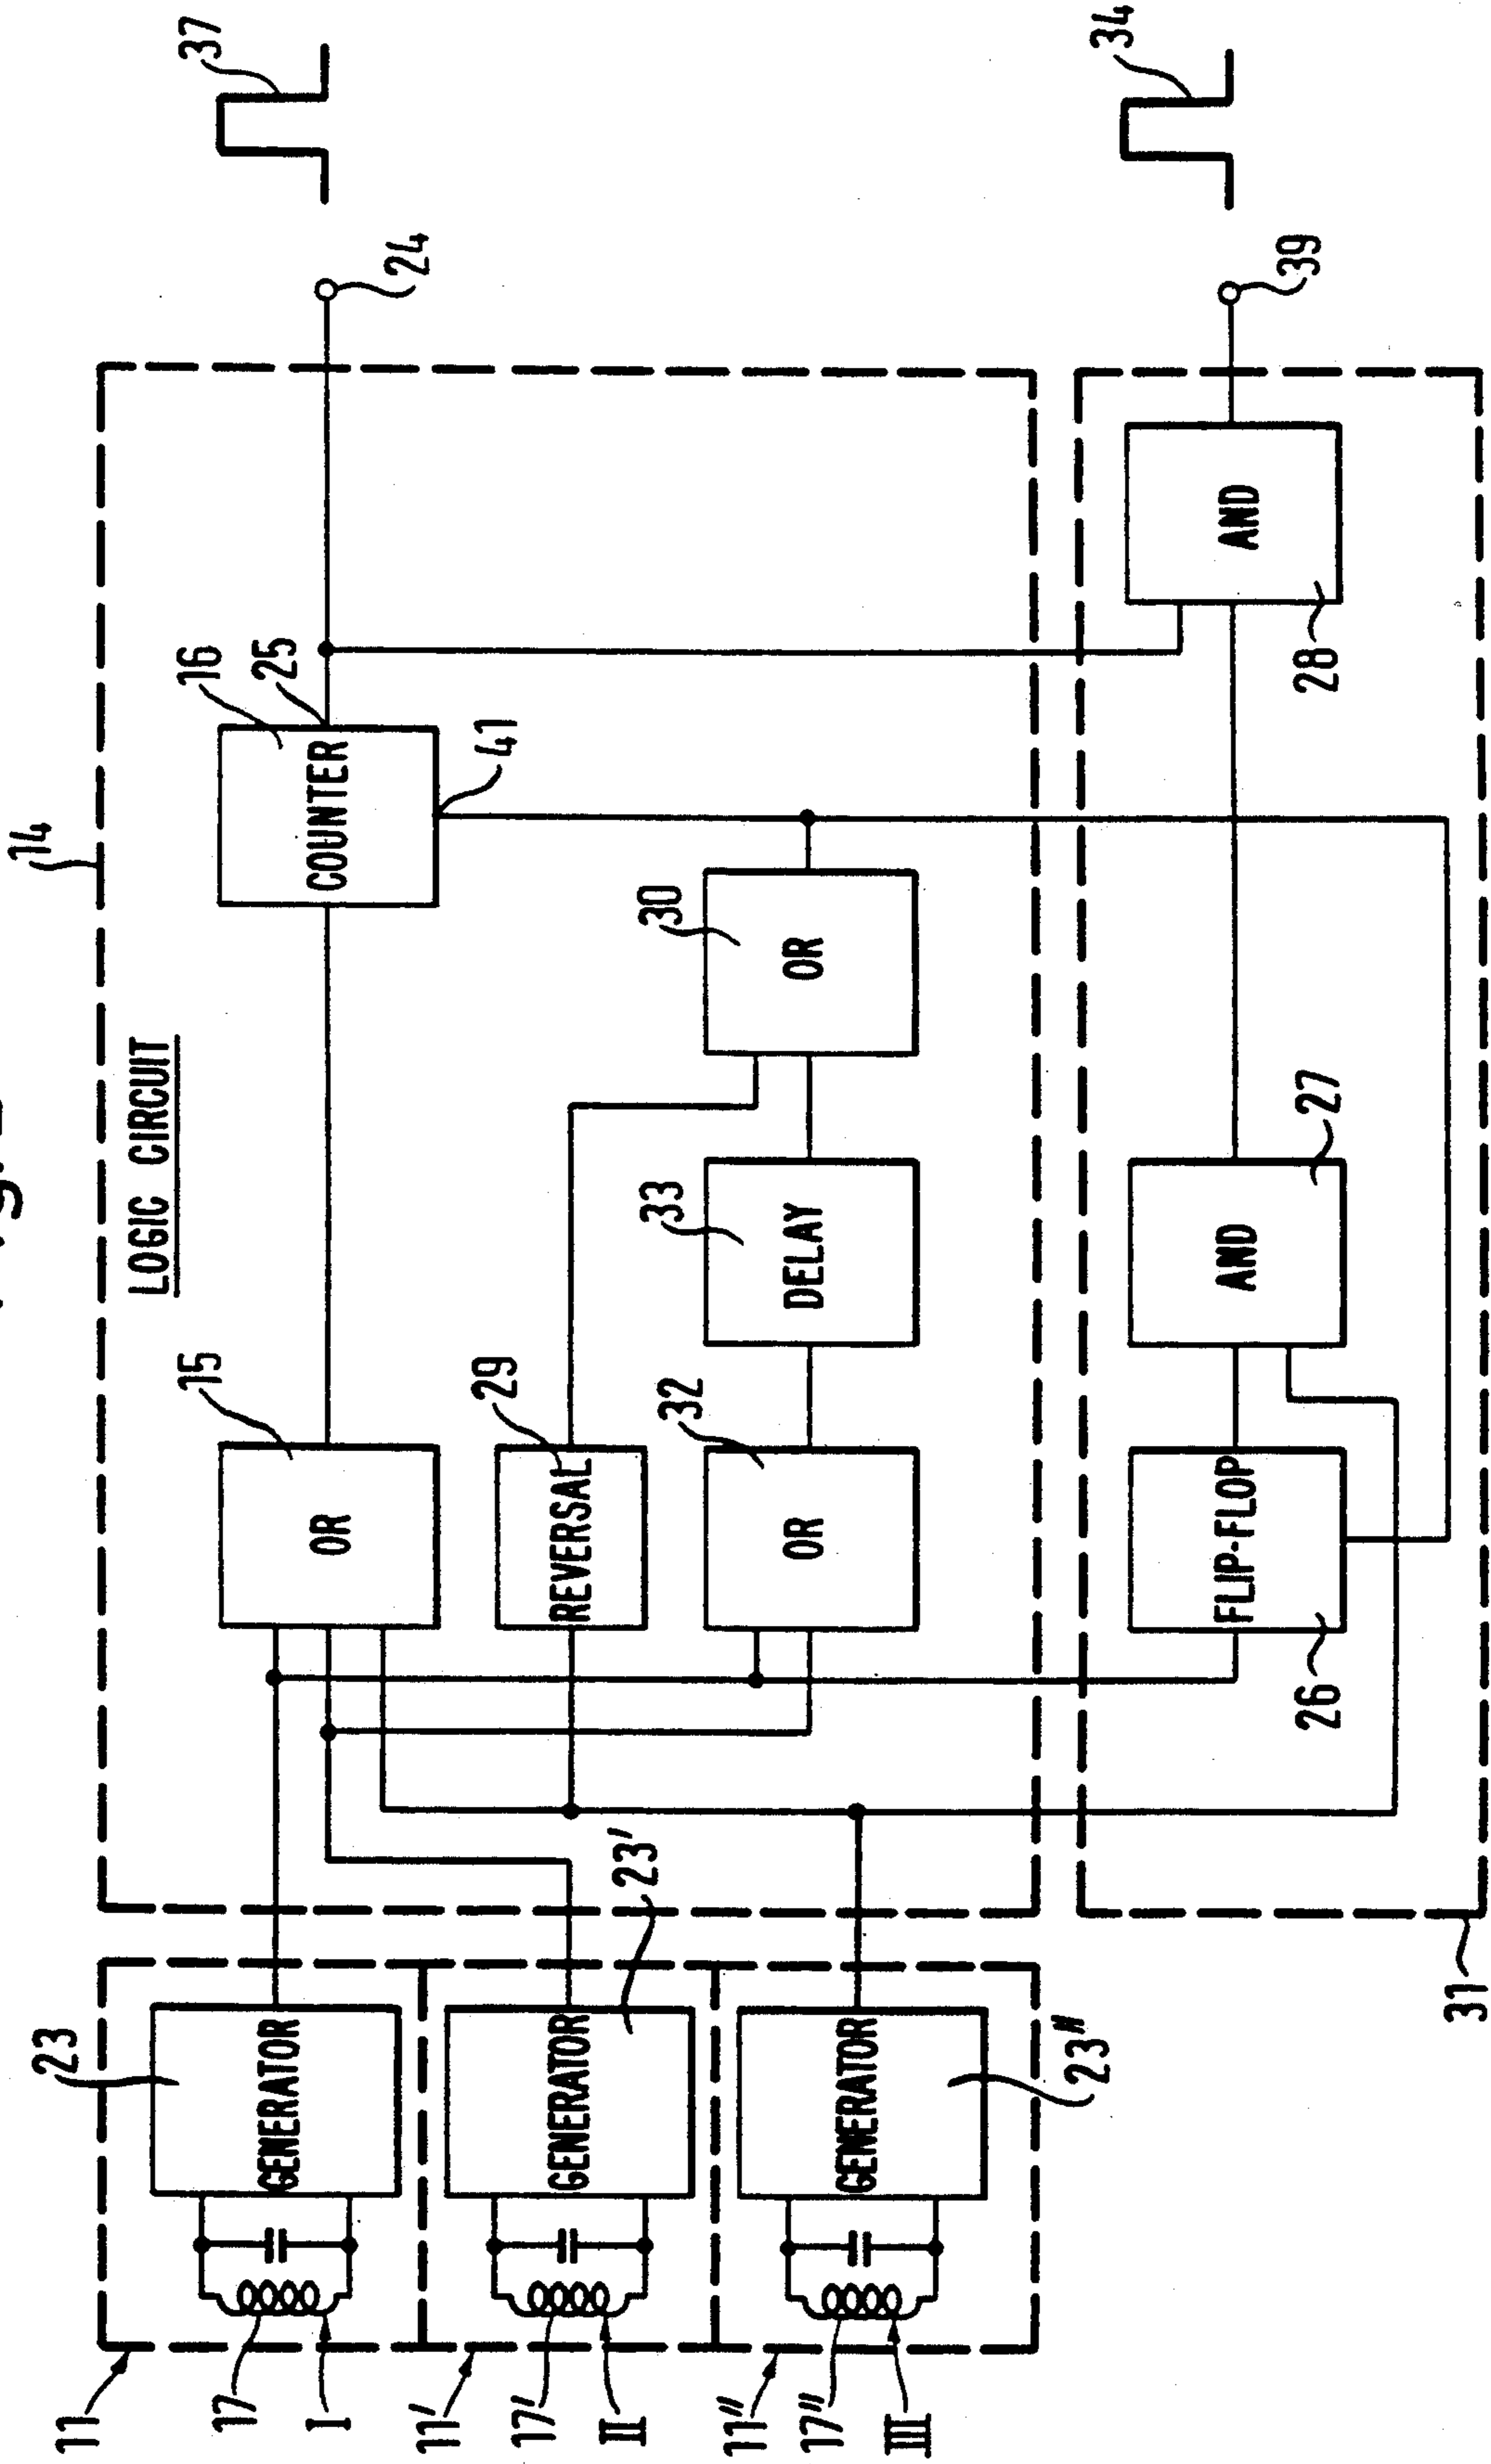 14
23
11
LOGIC CIRCUIT
15
16
37
17
GENERATOR
25
I
OR
COUNTER
24
11'
29
41
17'
GENERATOR
REVERSAL
II
23'
32
33
30
11"
OR
DELAY
OR
17"
GENERATOR
III
23"
34
FLIP-FLOP
AND
AND
39
26
27
28
31